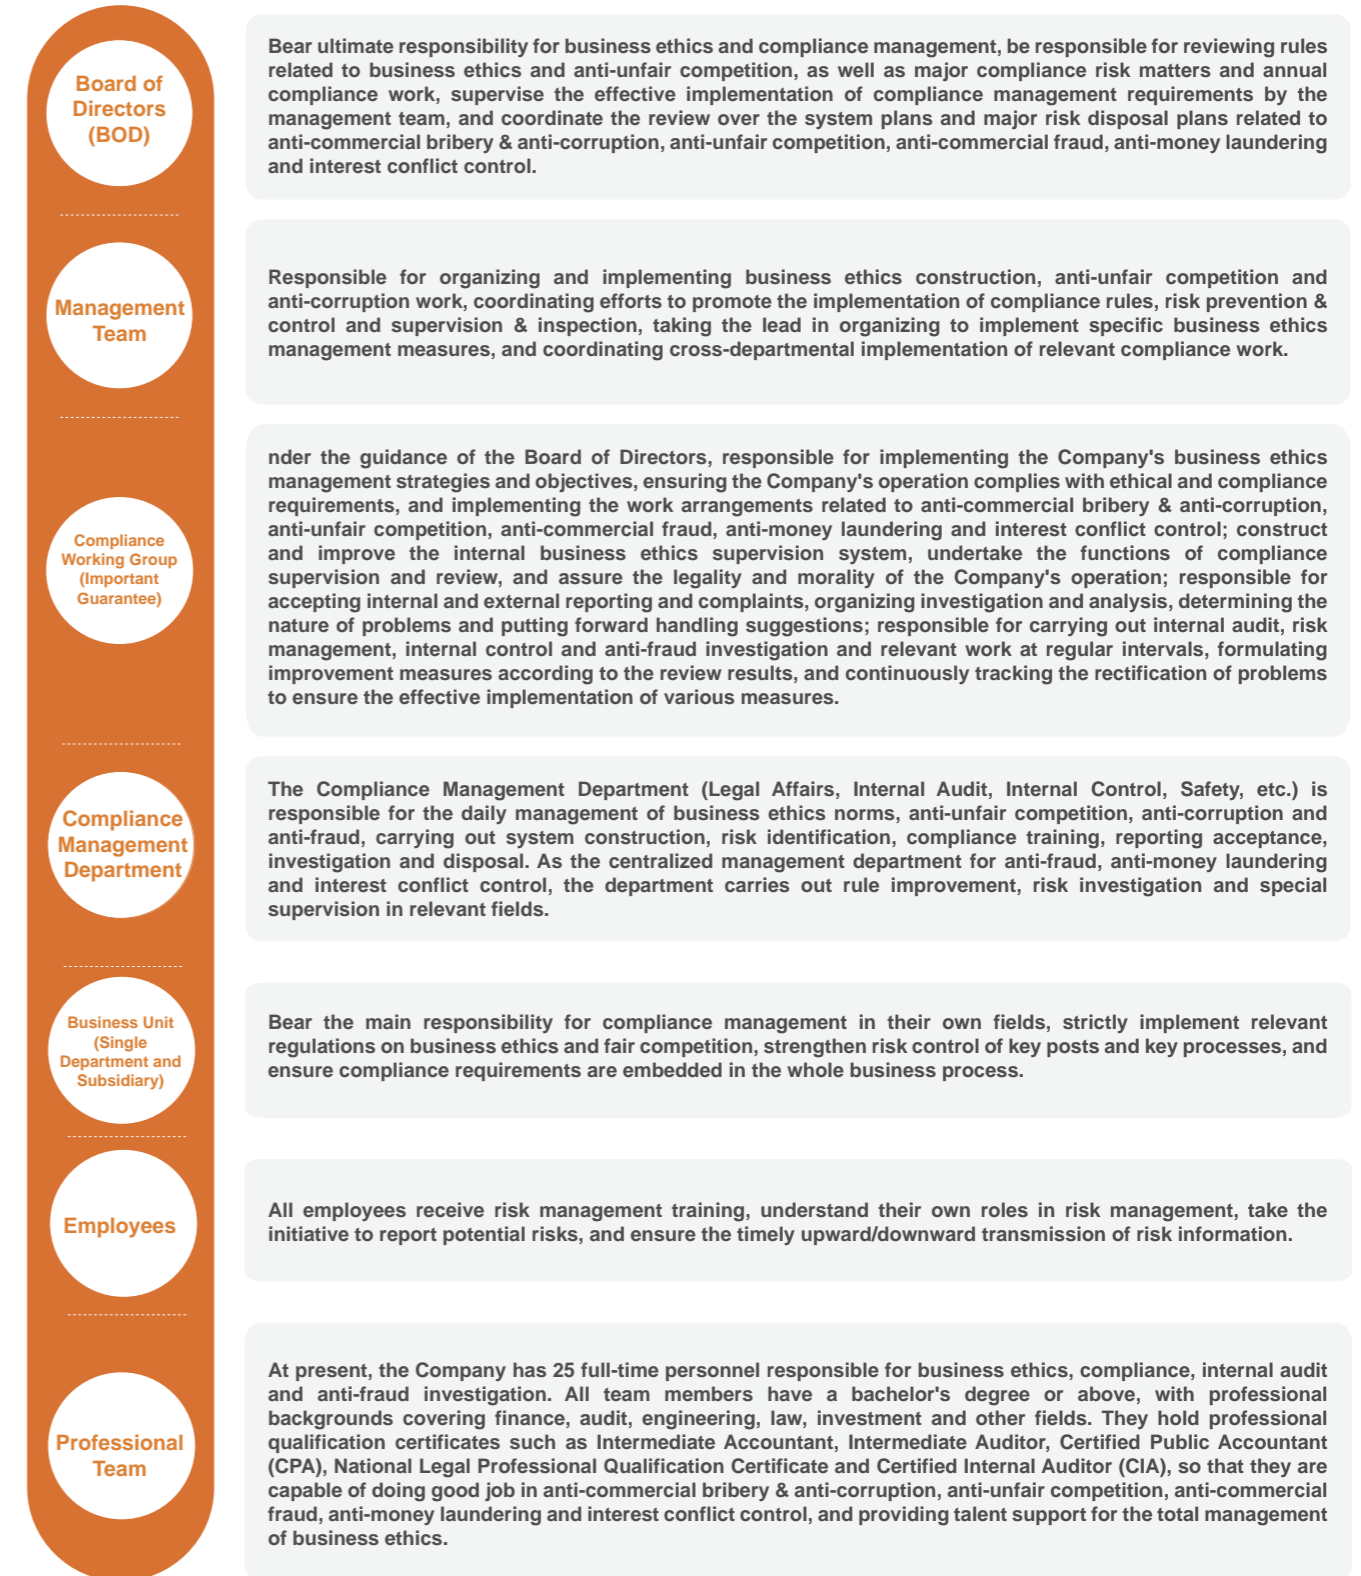 Board of
Directors
(BOD)
Bear ultimate responsibility for business ethics and compliance management, be responsible for reviewing rules
related to business ethics and anti-unfair competition, as well as major compliance risk matters and annual
compliance work, supervise the effective implementation of compliance management requirements by the
management team, and coordinate the review over the system plans and major risk disposal plans related to
anti-commercial bribery & anti-corruption, anti-unfair competition, anti-commercial fraud, anti-money laundering
and interest conflict control.
Management
Team
Responsible for organizing and implementing business ethics construction, anti-unfair competition and
anti-corruption work, coordinating efforts to promote the implementation of compliance rules, risk prevention &
control and supervision & inspection, taking the lead in organizing to implement specific business ethics
management measures, and coordinating cross-departmental implementation of relevant compliance work.
Compliance
Working Group
(Important
Guarantee)
nder the guidance of the Board of Directors, responsible for implementing the Company's business ethics
management strategies and objectives, ensuring the Company's operation complies with ethical and compliance
requirements, and implementing the work arrangements related to anti-commercial bribery & anti-corruption,
anti-unfair competition, anti-commercial fraud, anti-money laundering and interest conflict control; construct
and improve the internal business ethics supervision system, undertake the functions of compliance
supervision and review, and assure the legality and morality of the Company's operation; responsible for
accepting internal and external reporting and complaints, organizing investigation and analysis, determining the
nature of problems and putting forward handling suggestions; responsible for carrying out internal audit, risk
management, internal control and anti-fraud investigation and relevant work at regular intervals, formulating
improvement measures according to the review results, and continuously tracking the rectification of problems
to ensure the effective implementation of various measures.
Compliance
Management
Department
The Compliance Management Department (Legal Affairs, Internal Audit, Internal Control, Safety, etc.) is
responsible for the daily management of business ethics norms, anti-unfair competition, anti-corruption and
anti-fraud, carrying out system construction, risk identification, compliance training, reporting acceptance,
investigation and disposal. As the centralized management department for anti-fraud, anti-money laundering
and interest conflict control, the department carries out rule improvement, risk investigation and special
supervision in relevant fields.
Business Unit
(Single
Department and
Subsidiary)
Bear the main responsibility for compliance management in their own fields, strictly implement relevant
regulations on business ethics and fair competition, strengthen risk control of key posts and key processes, and
ensure compliance requirements are embedded in the whole business process.
Employees
All employees receive risk management training, understand their own roles in risk management, take the
initiative to report potential risks, and ensure the timely upward/downward transmission of risk information.
Professional
Team
At present, the Company has 25 full-time personnel responsible for business ethics, compliance, internal audit
and anti-fraud investigation. All team members have a bachelor's degree or above, with professional
backgrounds covering finance, audit, engineering, law, investment and other fields. They hold professional
qualification certificates such as Intermediate Accountant, Intermediate Auditor, Certified Public Accountant
(CPA), National Legal Professional Qualification Certificate and Certified Internal Auditor (CIA), so that they are
capable of doing good job in anti-commercial bribery & anti-corruption, anti-unfair competition, anti-commercial
fraud, anti-money laundering and interest conflict control, and providing talent support for the total management
of business ethics.